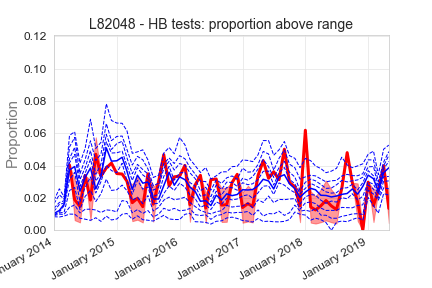 L82048 - HB tests: proportion above range
Proportion
0.12
0.10
0.08
0.06
0.04
0.02
0.00
2014
January 2015
January 2016
January 2017
January 2018
January 2019